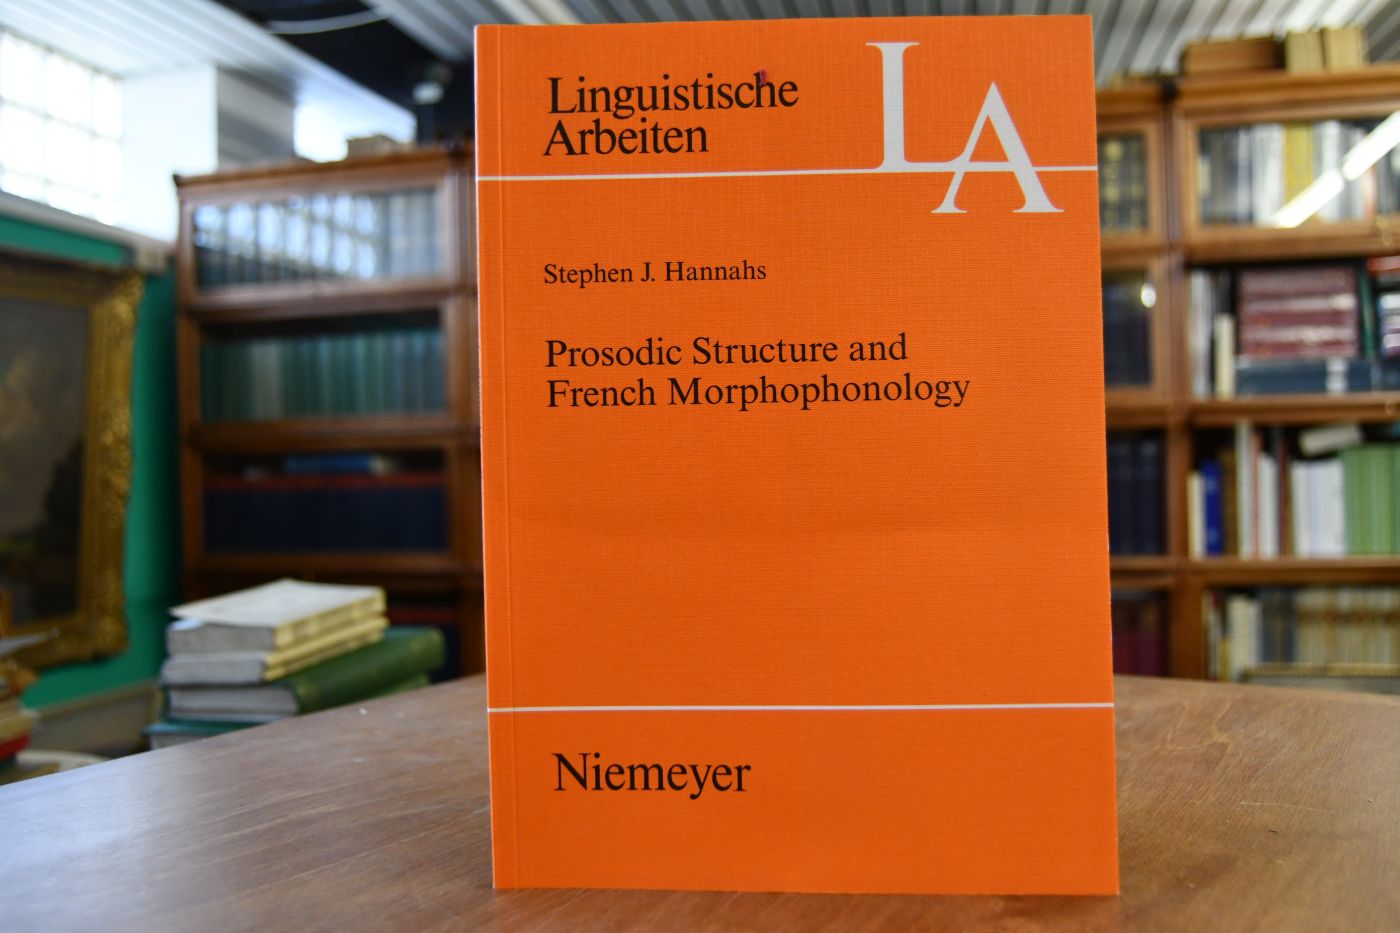 Linguistische
Arbeiten
LA
Stephen J. Hannahs
Prosodic Structure and
French Morphophonology
Niemeyer